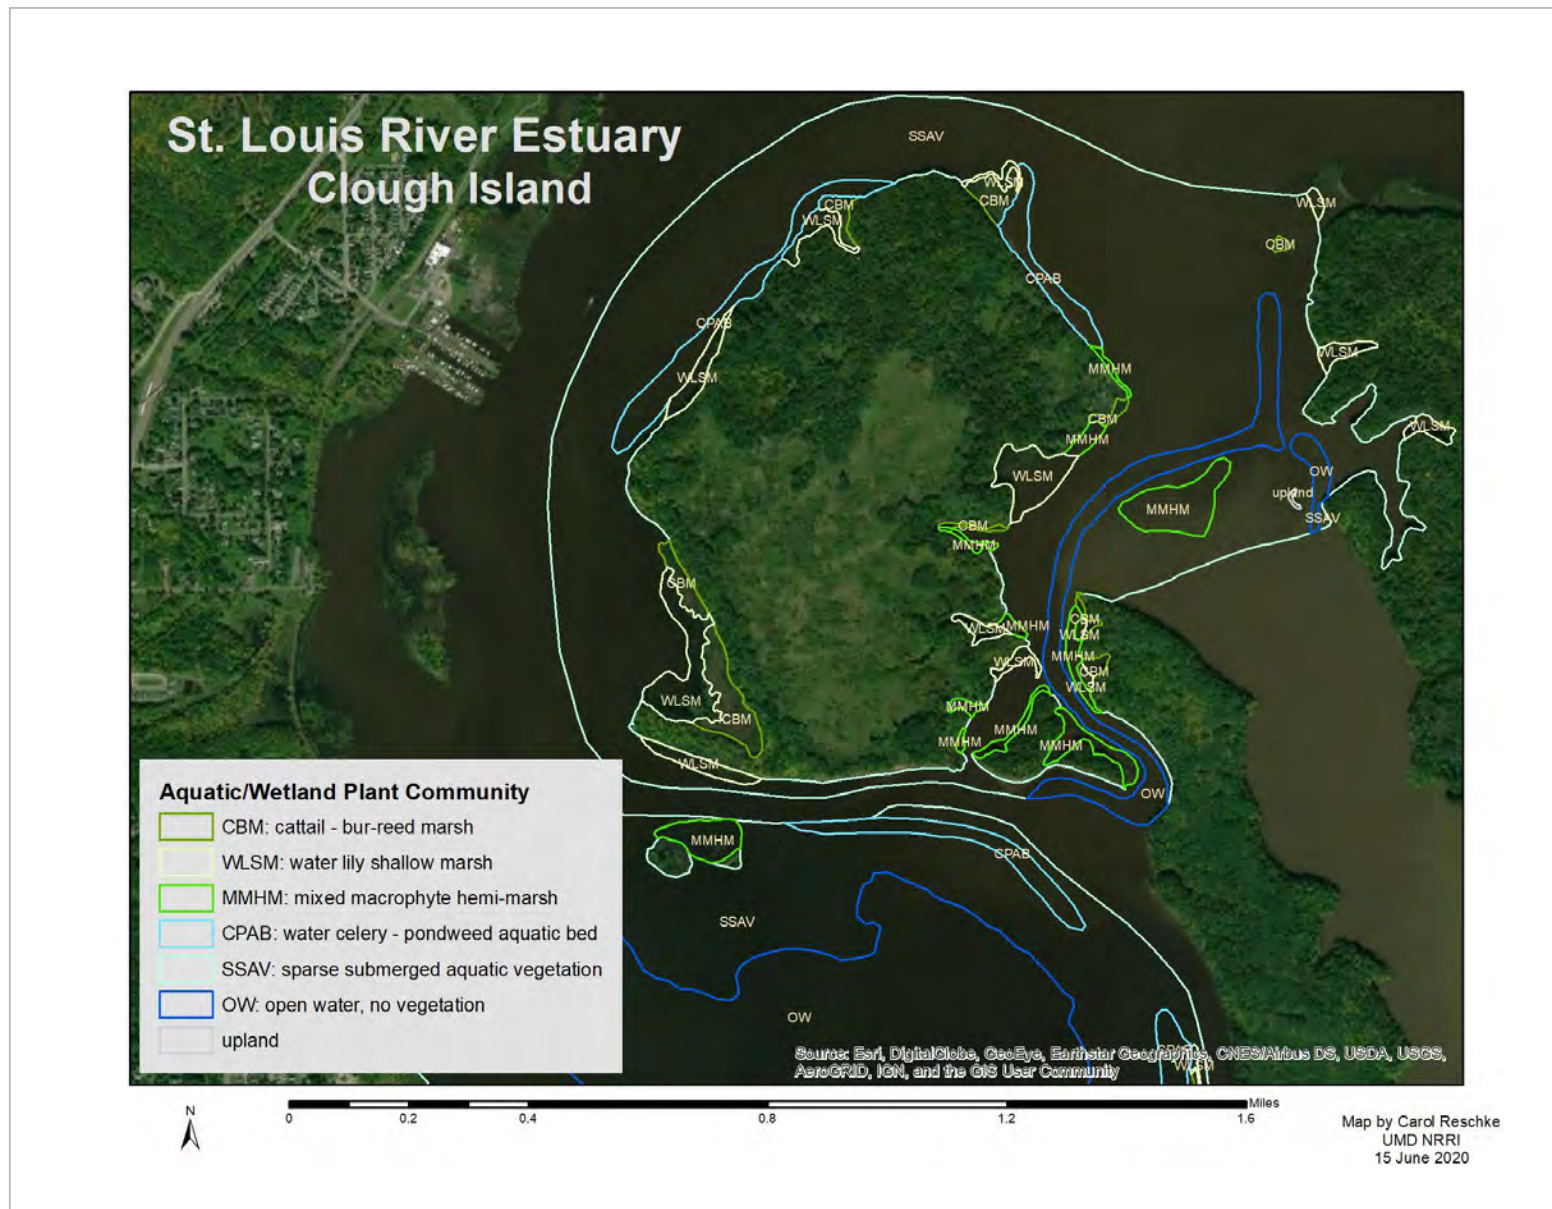 St. Louis River Estuary
Clough Island
SSAV
WLSM
CBM
CBM
WLSM
WLSM
CBM
CPAB
CPAB
WLSM
MMHM
WLSM
CBM
MMHM
WLSM
WLSM
OW
upland
MMHM
SSAV
CBM
MMHM
CBM
WLSM
MMHM
CBM
WLSM
MMHM
WLSM
CBM
WLSM
WLSM
CBM
MMHM
MMHM
MMHM
MMHM
WLSM
OW
MMHM
CPAB
SSAV
OW
WLSM
Aquatic/Wetland Plant Community
CBM: cattail - bur-reed marsh
WLSM: water lily shallow marsh
MMHM: mixed macrophyte hemi-marsh
CPAB: water celery - pondweed aquatic bed
SSAV: sparse submerged aquatic vegetation
OW: open water, no vegetation
upland
Source: Esri, DigitalGlobe, GeoEye, Earthstar Geographics, CNES/Airbus DS, USDA, USGS,
AeroGRID, IGN, and the GIS User Community
N
0 0.2 0.4 0.8 1.2 1.6 Miles
Map by Carol Reschke
UMD NRRI
15 June 2020